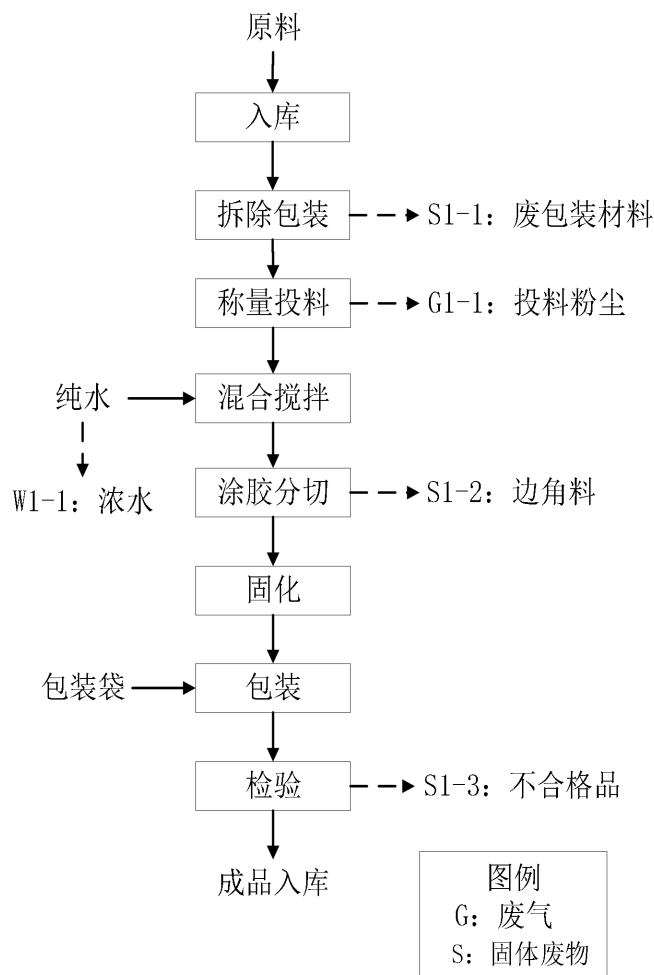 原料
入库
拆除包装
S1-1：废包装材料
称量投料
G1-1：投料粉尘
纯水
混合搅拌
W1-1：浓水
涂胶分切
S1-2：边角料
固化
包装袋
包装
检验
S1-3：不合格品
成品入库
图例
G：废气
S：固体废物